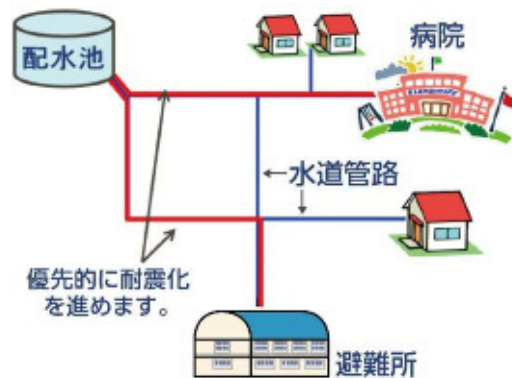 配水池
病院
水道管路
優先的に耐震化
を進めます。
避難所